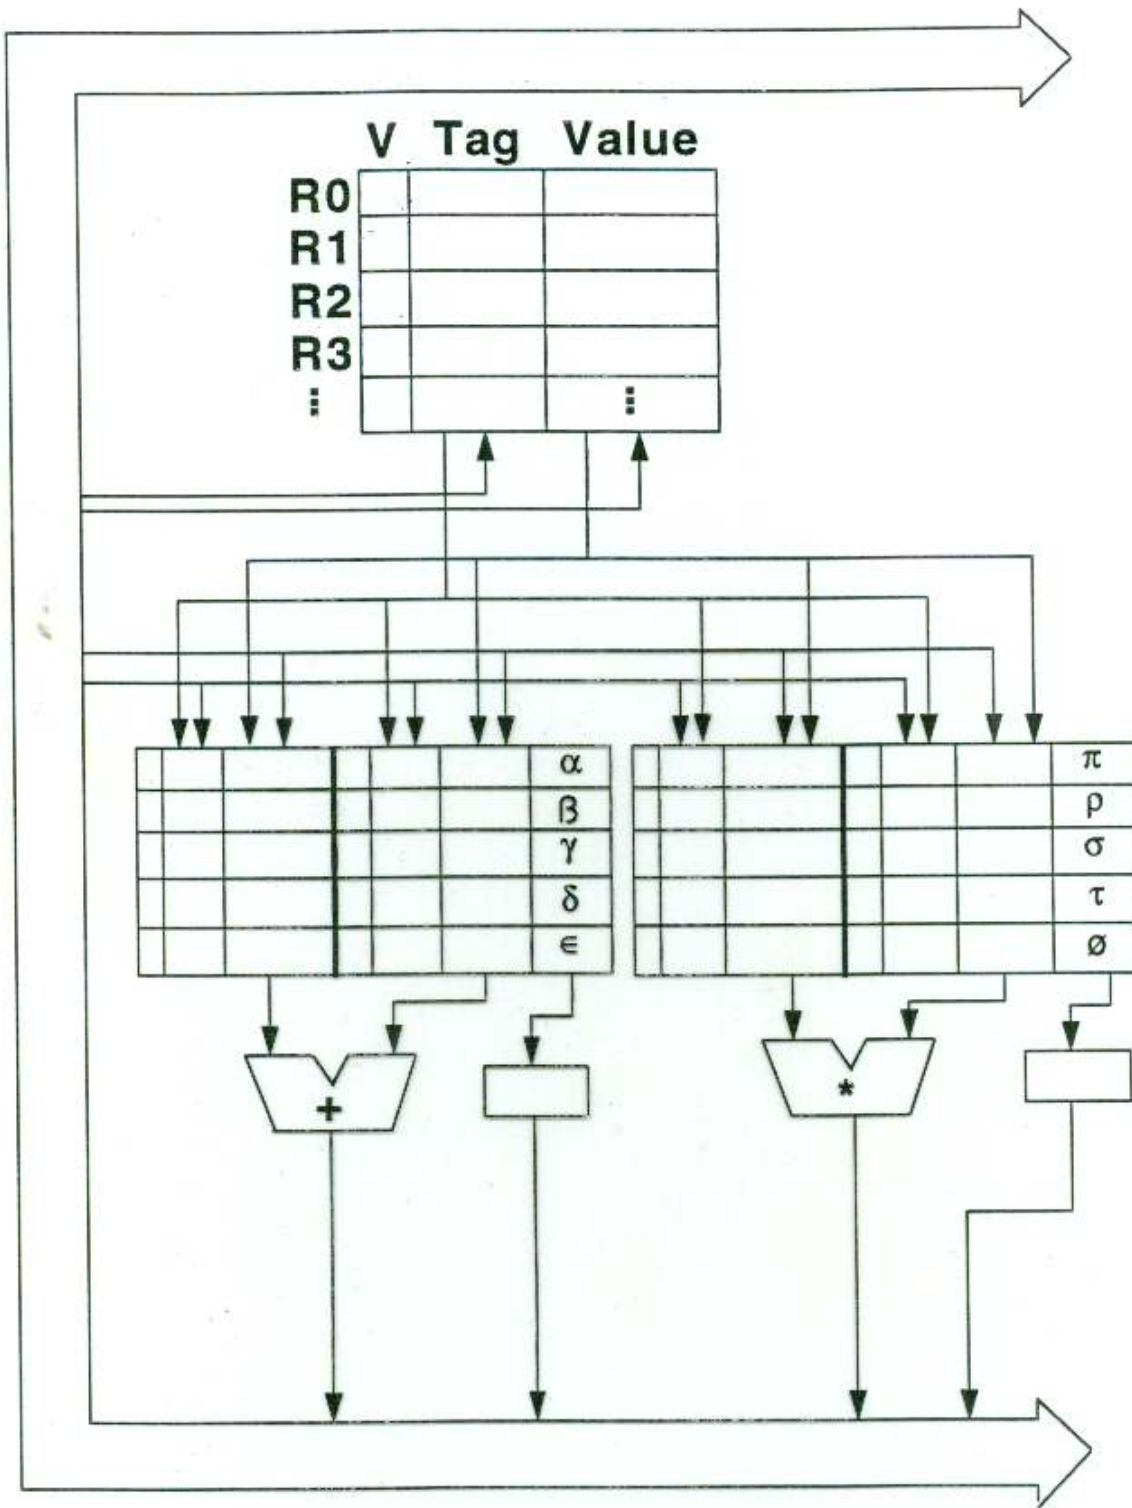 V Tag Value
R0
R1
R2
R3
⋮ ⋮
α π
β ρ
γ σ
δ τ
∈ ø
+ *